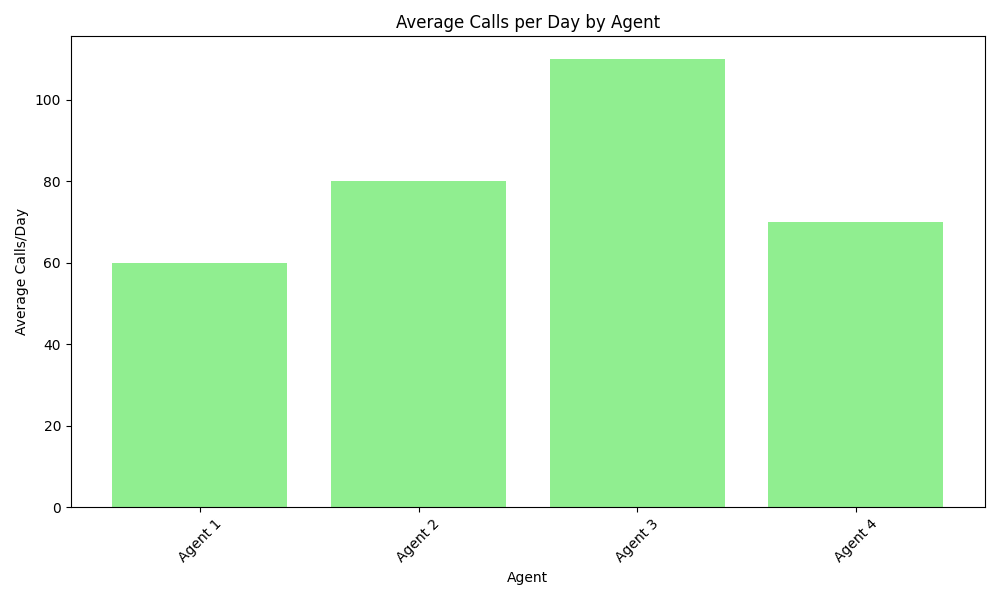 Average Calls per Day by Agent
Average Calls/Day
100
80
60
40
20
0
Agent 1
Agent 2
Agent 3
Agent 4
Agent